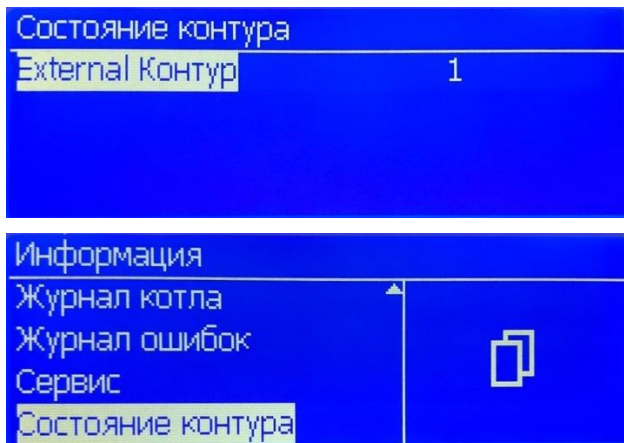 Состояние контура
External Контур 1
Информация
Журнал котла
Журнал ошибок
Сервис
Состояние контура